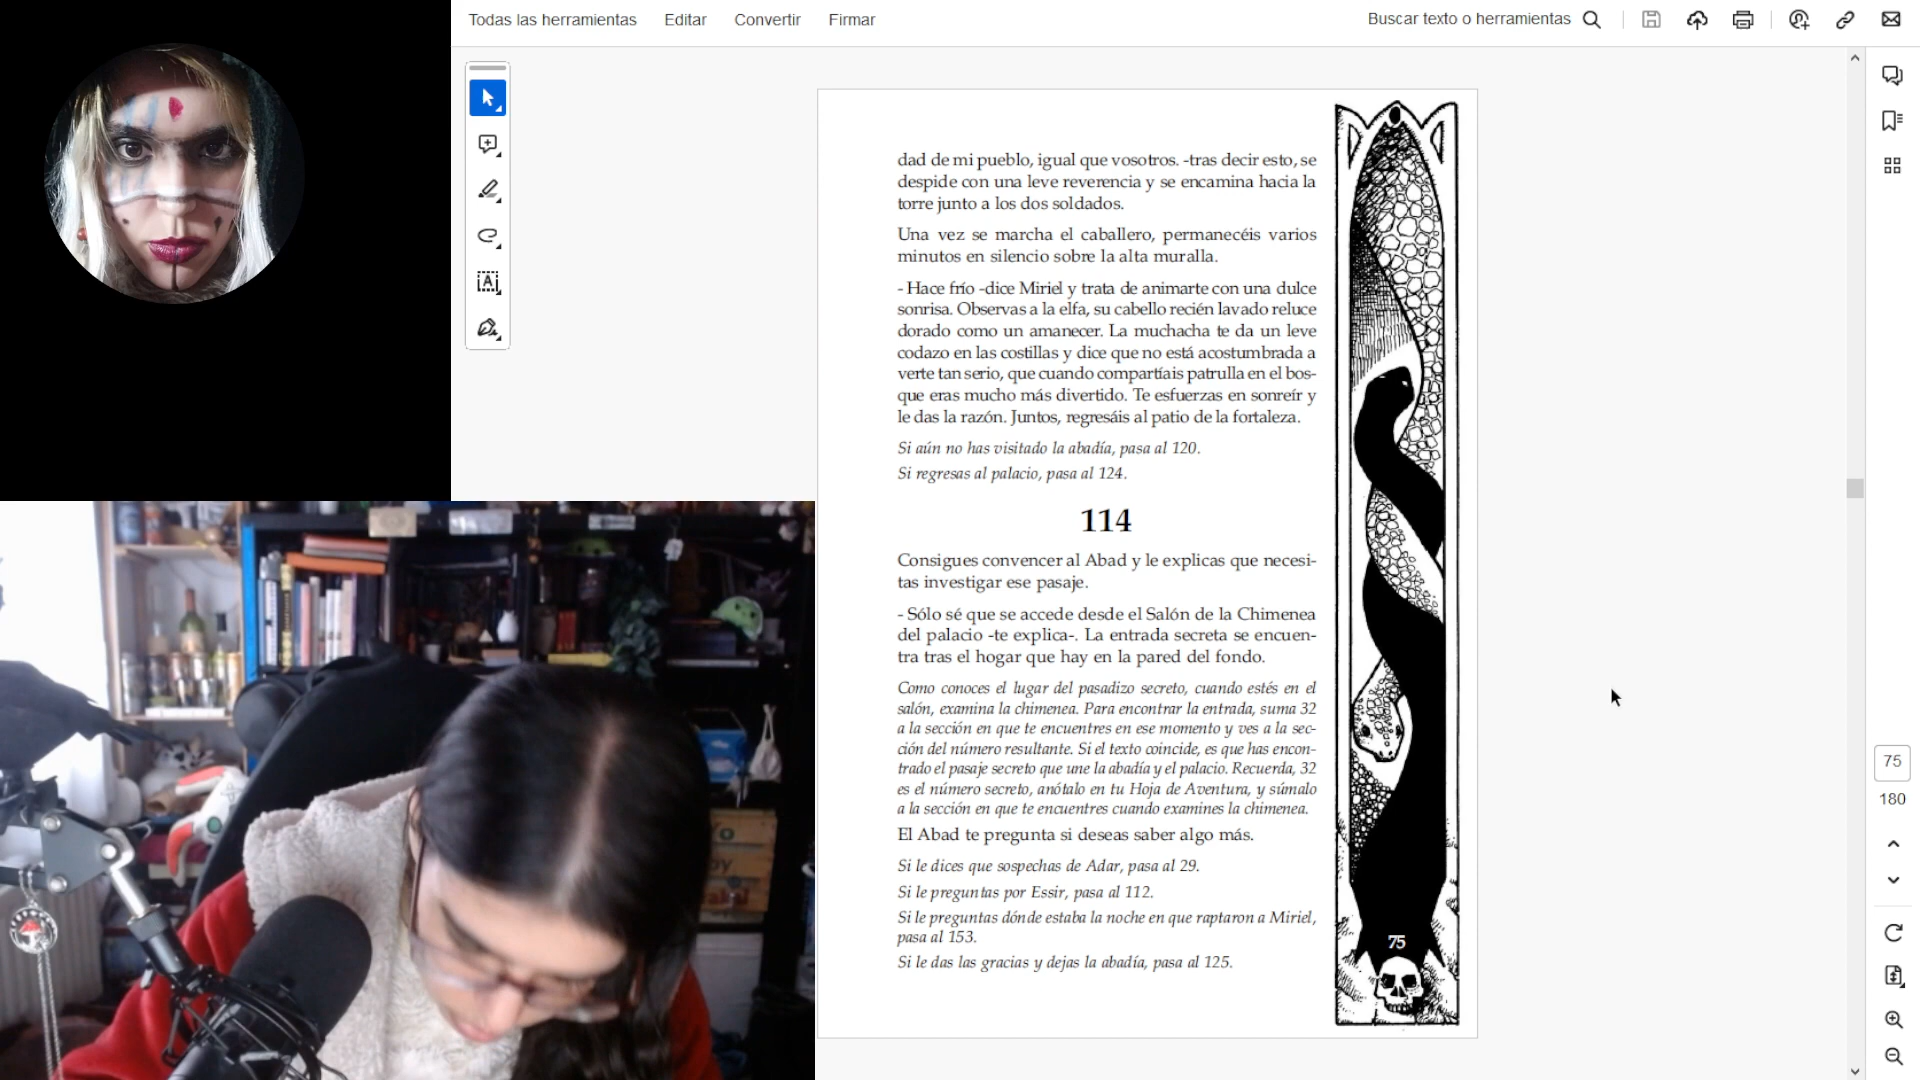 Todas las herramientas
Editar
Convertir
Firmar
Buscar texto o herramientas
dad de mi pueblo, igual que vosotros. -tras decir esto, se
despide con una leve reverencia y se encamina hacia la
torre junto a los dos soldados.
Una vez se marcha el caballero, permanecéis varios
minutos en silencio sobre la alta muralla.
- Hace frío -dice Miriel y trata de animarte con una dulce
sonrisa. Observas a la elfa, su cabello recién lavado reluce
dorado como un amanecer. La muchacha te da un leve
codazo en las costillas y dice que no está acostumbrada a
verte tan serio, que cuando compartíais patrulla en el bos-
que eras mucho más divertido. Te esfuerzas en sonreír y
le das la razón. Juntos, regresáis al patio de la fortaleza.
Si aún no has visitado la abadía, pasa al 120.
Si regresas al palacio, pasa al 124.
114
Consigues convencer al Abad y le explicas que necesi-
tas investigar ese pasaje.
- Sólo sé que se accede desde el Salón de la Chimenea
del palacio -te explica-. La entrada secreta se encuen-
tra tras el hogar que hay en la pared del fondo.
Como conoces el lugar del pasadizo secreto, cuando estés en el
salón, examina la chimenea. Para encontrar la entrada, suma 32
a la sección en que te encuentres en ese momento y ves a la sec-
ción del número resultante. Si el texto coincide, es que has encon-
trado el pasaje secreto que une la abadía y el palacio. Recuerda, 32
es el número secreto, anótalo en tu Hoja de Aventura, y súmalo
a la sección en que te encuentres cuando examines la chimenea.
El Abad te pregunta si deseas saber algo más.
Si le dices que sospechas de Adar, pasa al 29.
Si le preguntas por Essir, pasa al 112.
Si le preguntas dónde estaba la noche en que raptaron a Miriel,
pasa al 153.
Si le das las gracias y dejas la abadía, pasa al 125.
75
75
180